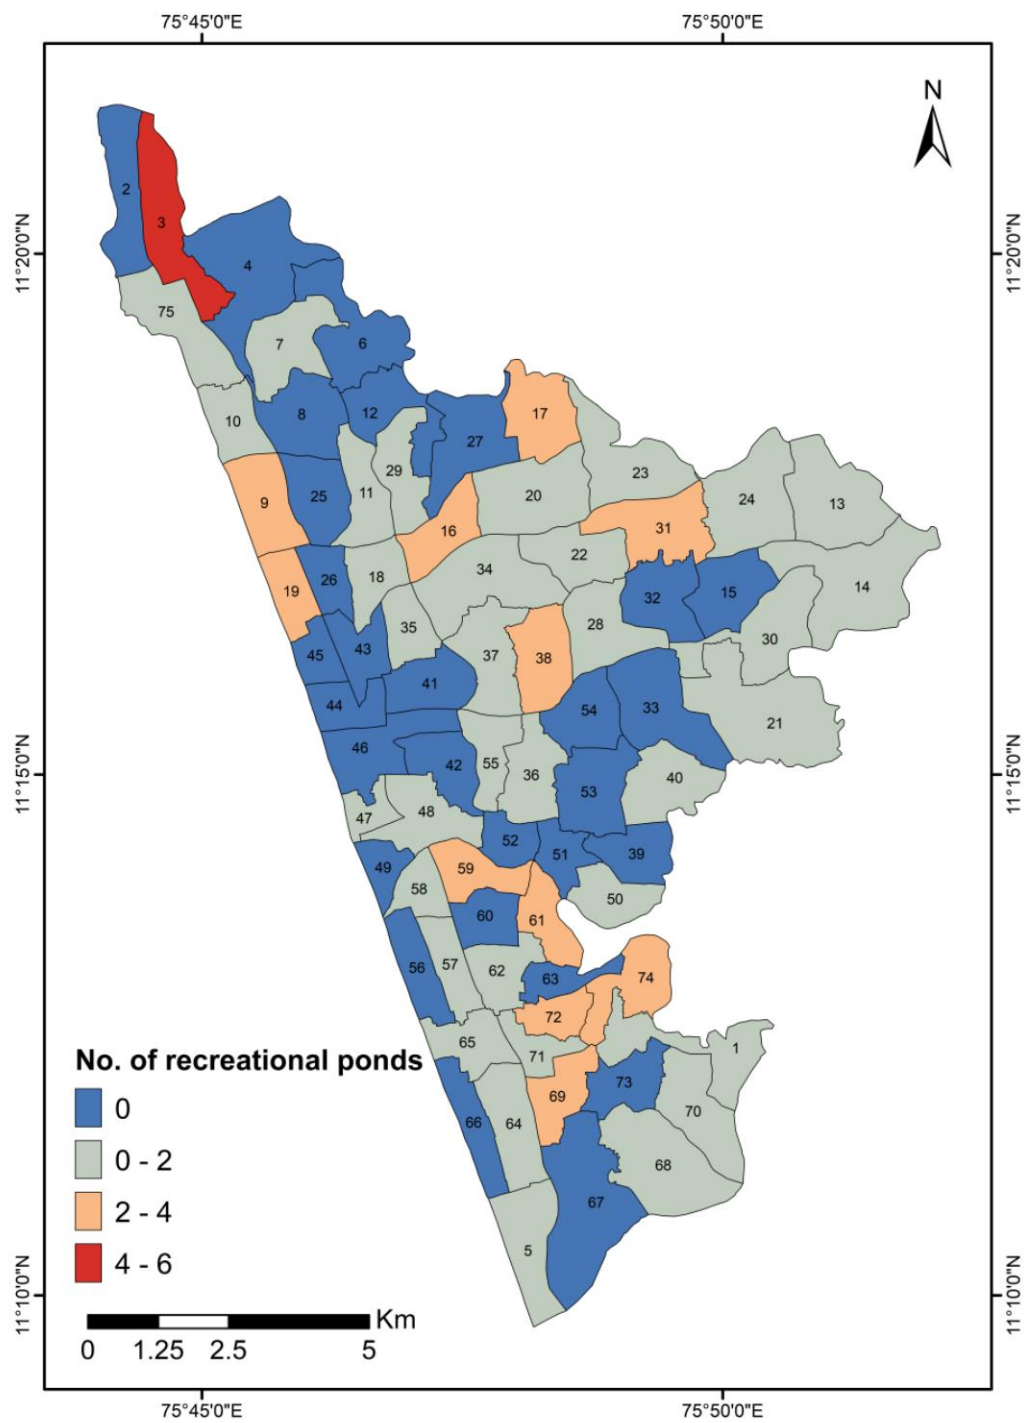 75°45'0"E 75°50'0"E
N
2
3
11°20'0"N 11°20'0"N
4
75
7 6
8 12
10 17
27
29 23
11 20
25 24
9 13
16 31
22
34
18
26 14
19 32 15
28
35 30
43
45 37 38
41
44 54 33
21
46
55 36 42 40
11°15'0"N 11°15'0"N
53
48
47
52
51 39
49 59
58 50
60 61
57
56 62 63 74
72
65 71 1
No. of recreational ponds
73
69
0
66 64 70
0 - 2
68
67
2 - 4
5
4 - 6
11°10'0"N 11°10'0"N
Km
0 1.25 2.5 5
75°45'0"E 75°50'0"E